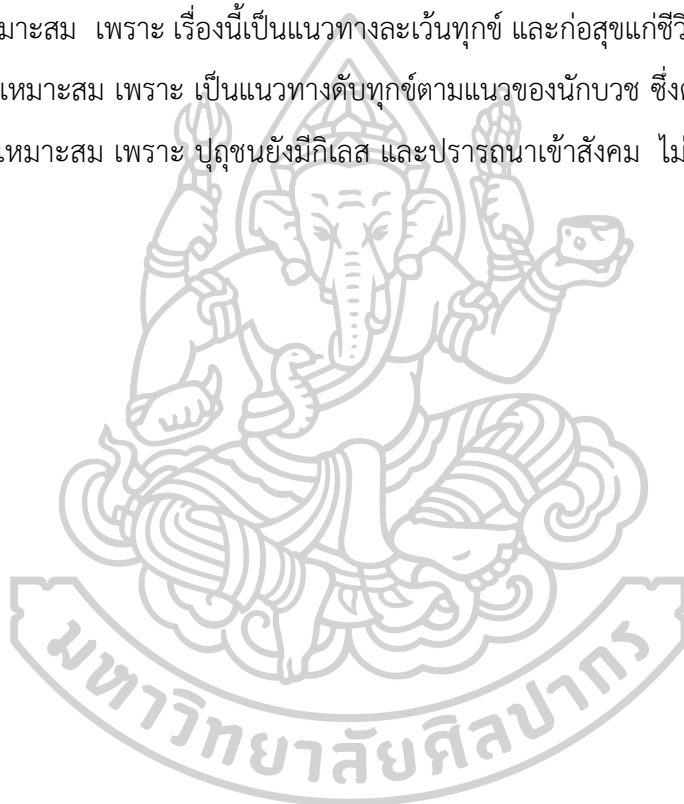 มาะสม เพราะ เรื่องนี้เป็นแนวทางละเว้นทุกข์ และก่อสุขแก่ชีวิ
เหมาะสม เพราะ เป็นแนวทางดับทุกข์ตามแนวของนักบวช ซึ่ง
เหมาะสม เพราะ ปุถุชนยังมีกิเลส และปรารถนาเข้าสังคม ไม่
มหาวิทยาลัยศิลปากร